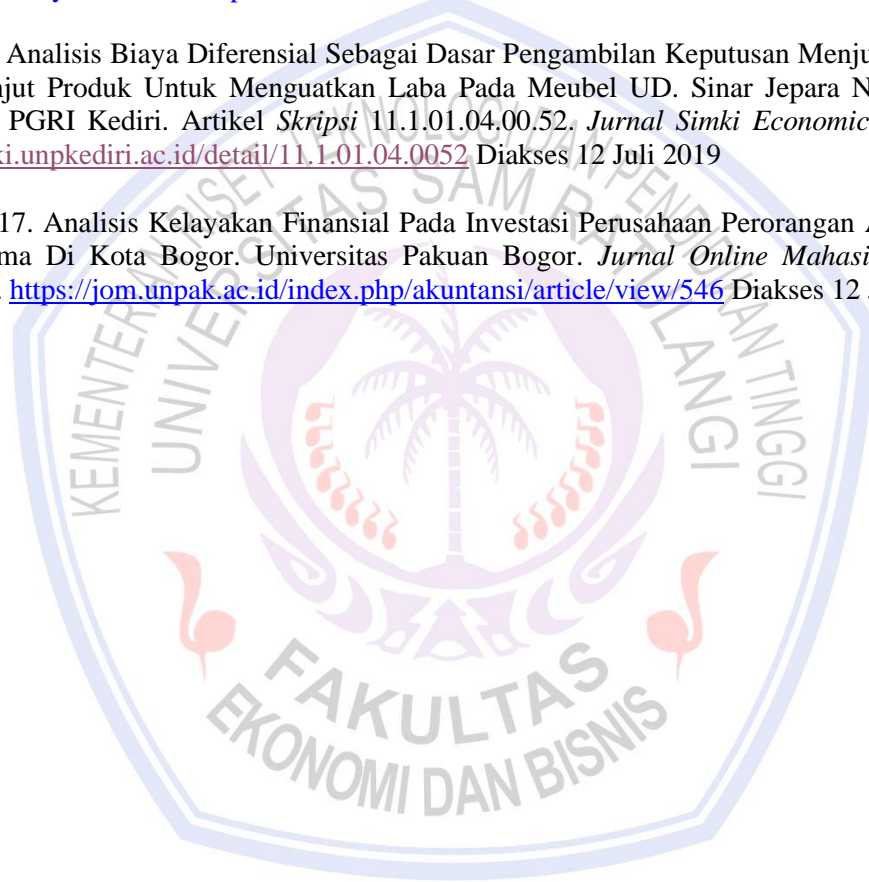 Analisis Biaya Diferensial Sebagai Dasar Pengambilan Keputusan Menju
njut Produk Untuk Menguatkan Laba Pada Meubel UD. Sinar Jepara N
PGRI Kediri. Artikel Skripsi 11.1.01.04.00.52. Jurnal Simki Economic
ki.unpkediri.ac.id/detail/11.1.01.04.0052 Diakses 12 Juli 2019
17. Analisis Kelayakan Finansial Pada Investasi Perusahaan Perorangan A
ma Di Kota Bogor. Universitas Pakuan Bogor. Jurnal Online Mahasi
. https://jom.unpak.ac.id/index.php/akuntansi/article/view/546 Diakses 12
KEMENTERIAN RISET TEKNOLOGI DAN PENDIDIKAN TINGGI
UNIVERSITAS SAM RATULANGI
FAKULTAS
EKONOMI DAN BISNIS